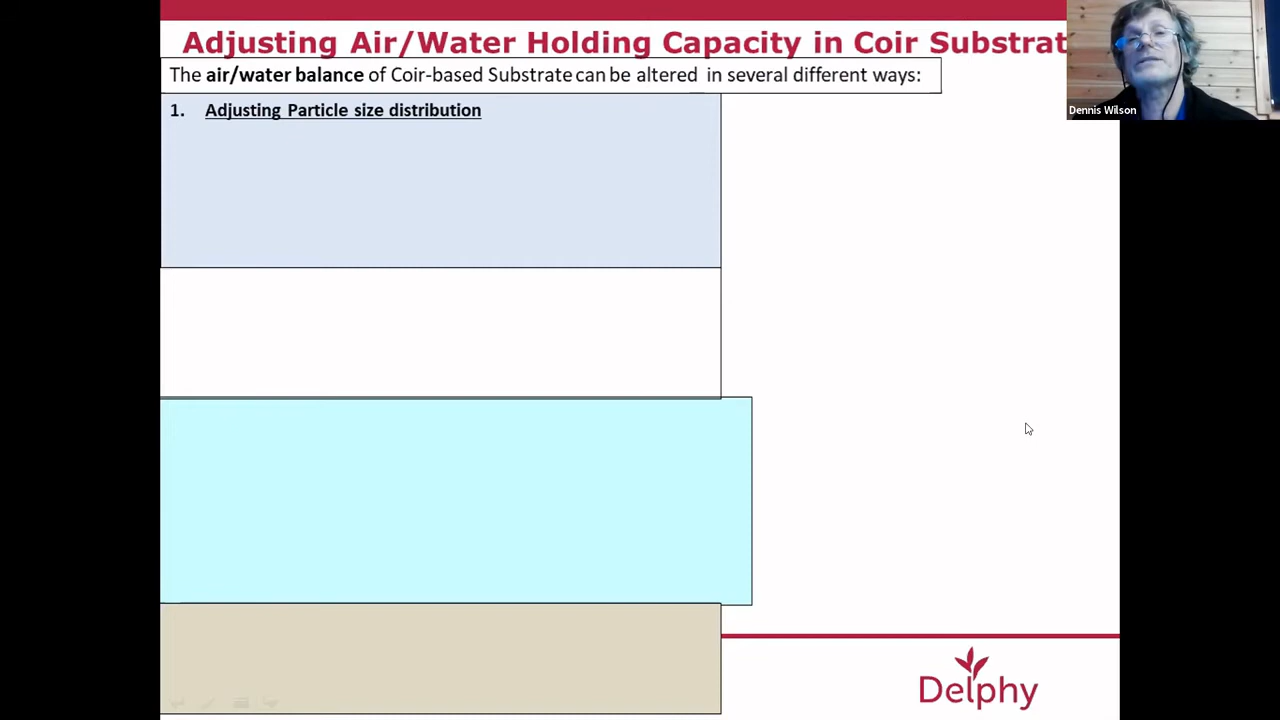 Adjusting Air/Water Holding Capacity in Coir Substrat
The air/water balance of Coir-based Substrate can be altered in several different ways:
1. Adjusting Particle size distribution
Dennis Wilson
Delphy